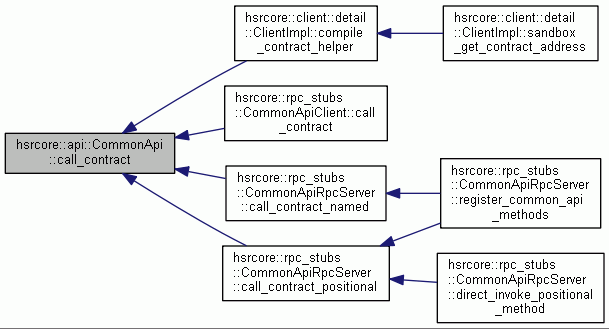 hsrcore::api::CommonApi
::call_contract
hsrcore::client::detail
::ClientImpl::compile
_contract_helper
hsrcore::client::detail
::ClientImpl::sandbox
_get_contract_address
hsrcore::rpc_stubs
::CommonApiClient::call
_contract
hsrcore::rpc_stubs
::CommonApiRpcServer
::call_contract_named
hsrcore::rpc_stubs
::CommonApiRpcServer
::register_common_api
_methods
hsrcore::rpc_stubs
::CommonApiRpcServer
::call_contract_positional
hsrcore::rpc_stubs
::CommonApiRpcServer
::direct_invoke_positional
_method